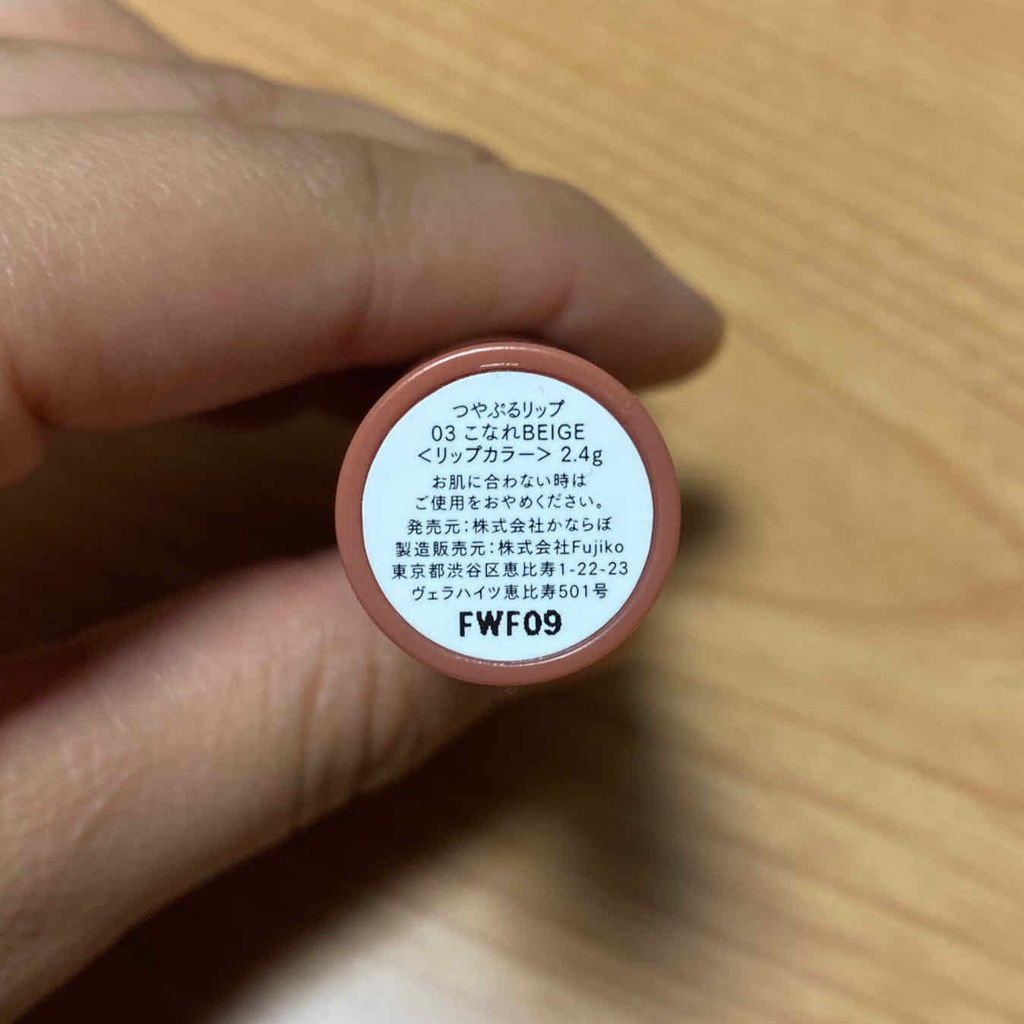 つやぷるリップ
03 こなれBEIGE
＜リップカラー＞ 2.4g
お肌に合わない時は
ご使用をおやめください。
発売元：株式会社かならぼ
製造販売元：株式会社Fujiko
東京都渋谷区恵比寿1-22-23
ヴェラハイツ恵比寿501号
FWF09